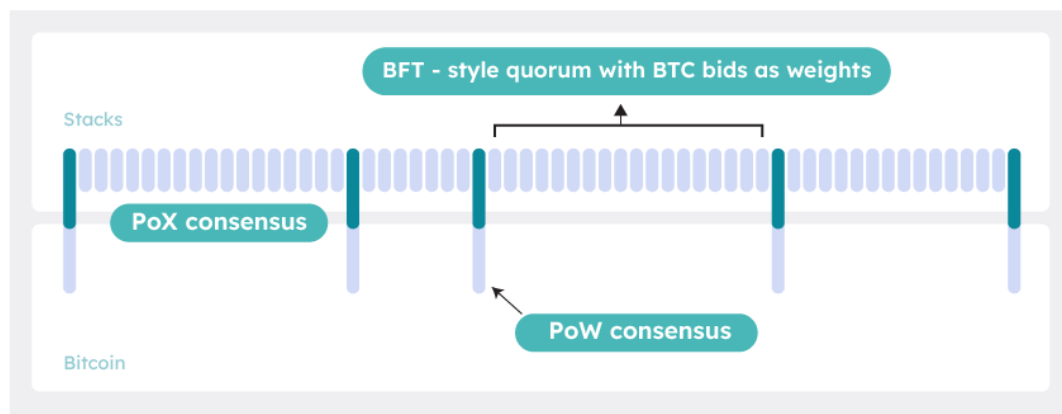 BFT - style quorum with BTC bids as weights
Stacks
PoX consensus
PoW consensus
Bitcoin